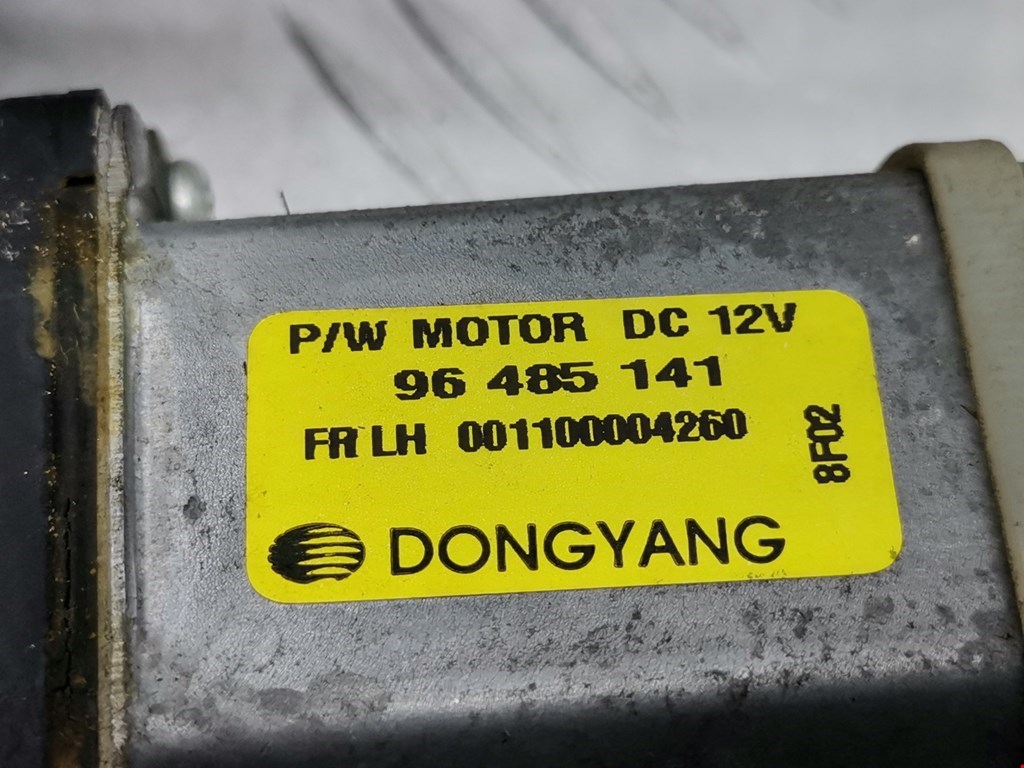 P/W MOTOR DC 12V
96 485 141
FR LH 001100004260
8F02
DONGYANG